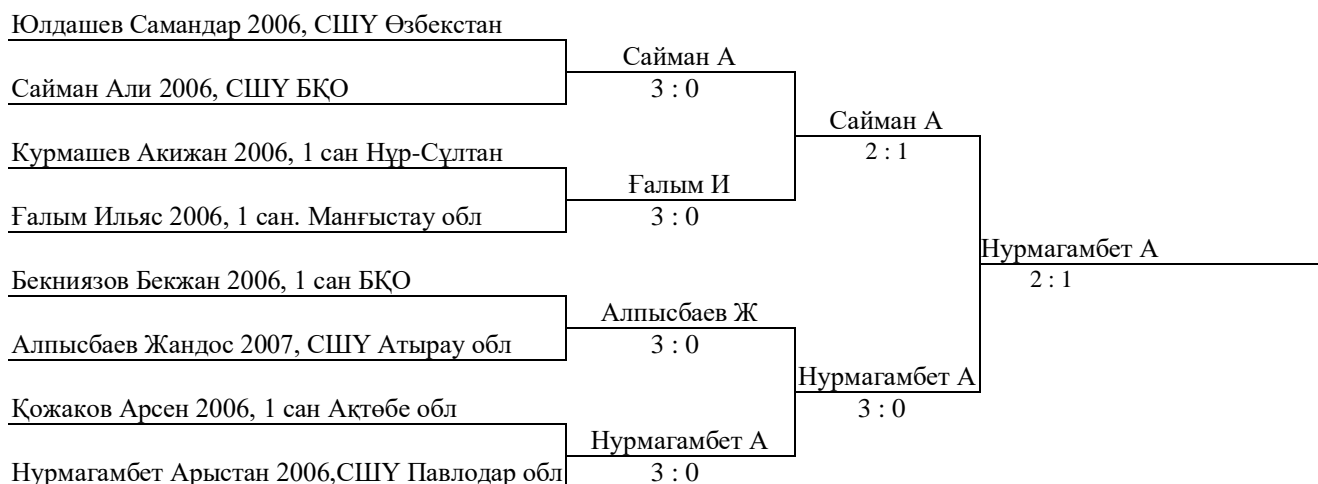 Юлдашев Самандар 2006, СШҮ Өзбекстан
Сайман А
Сайман Али 2006, СШҮ БҚО
3 : 0
Сайман А
Курмашев Акижан 2006, 1 сан Нұр-Сұлтан
2 : 1
Ғалым И
Ғалым Ильяс 2006, 1 сан. Манғыстау обл
3 : 0
Нурмагамбет А
Бекниязов Бекжан 2006, 1 сан БҚО
2 : 1
Алпысбаев Ж
Алпысбаев Жандос 2007, СШҮ Атырау обл
3 : 0
Нурмагамбет А
Қожаков Арсен 2006, 1 сан Ақтөбе обл
3 : 0
Нурмагамбет А
Нурмагамбет Арыстан 2006,СШҮ Павлодар обл
3 : 0